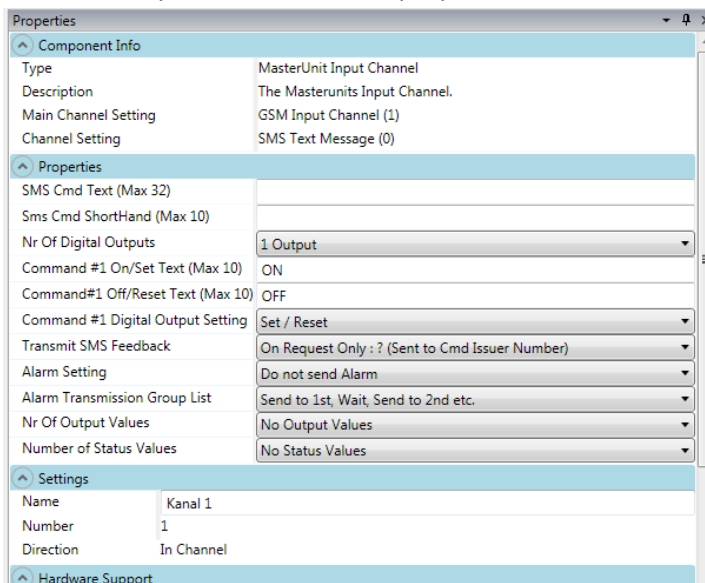 Properties
Component Info
Type MasterUnit Input Channel
Description The Masterunits Input Channel.
Main Channel Setting GSM Input Channel (1)
Channel Setting SMS Text Message (0)
Properties
SMS Cmd Text (Max 32)
Sms Cmd ShortHand (Max 10)
Nr Of Digital Outputs 1 Output
Command #1 On/Set Text (Max 10) ON
Command#1 Off/Reset Text (Max 10) OFF
Command #1 Digital Output Setting Set / Reset
Transmit SMS Feedback On Request Only : ? (Sent to Cmd Issuer Number)
Alarm Setting Do not send Alarm
Alarm Transmission Group List Send to 1st, Wait, Send to 2nd etc.
Nr Of Output Values No Output Values
Number of Status Values No Status Values
Settings
Name Kanal 1
Number 1
Direction In Channel
Hardware Support